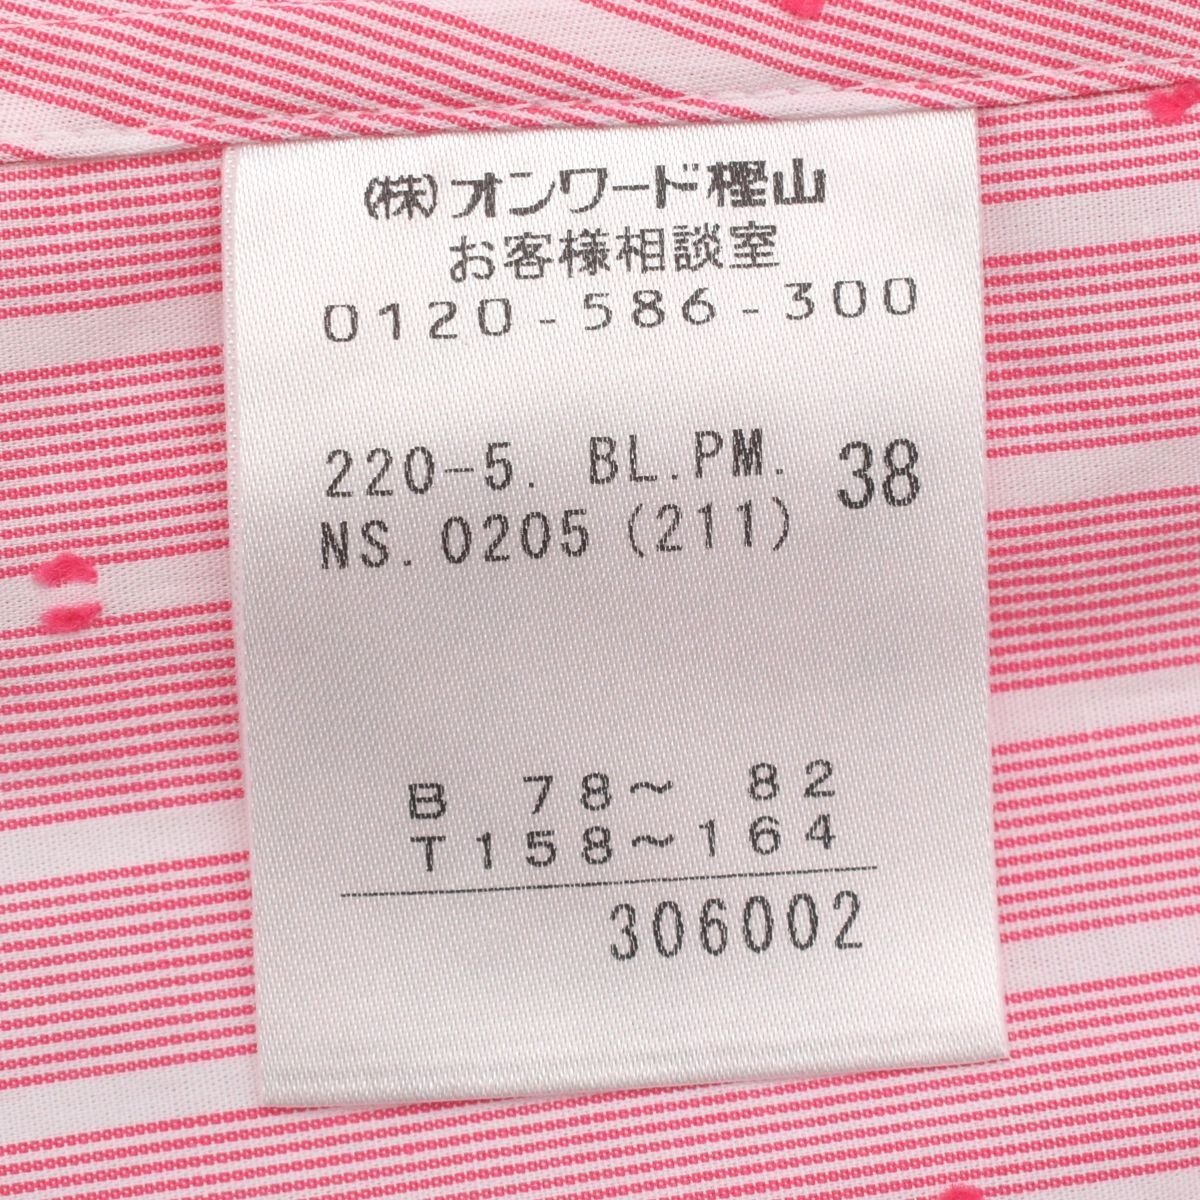 (株)オンワード樫山
お客様相談室
0120-586-300
220-5. BL.PM. 38
NS.0205(211)
B 78～ 82
T158～164
306002